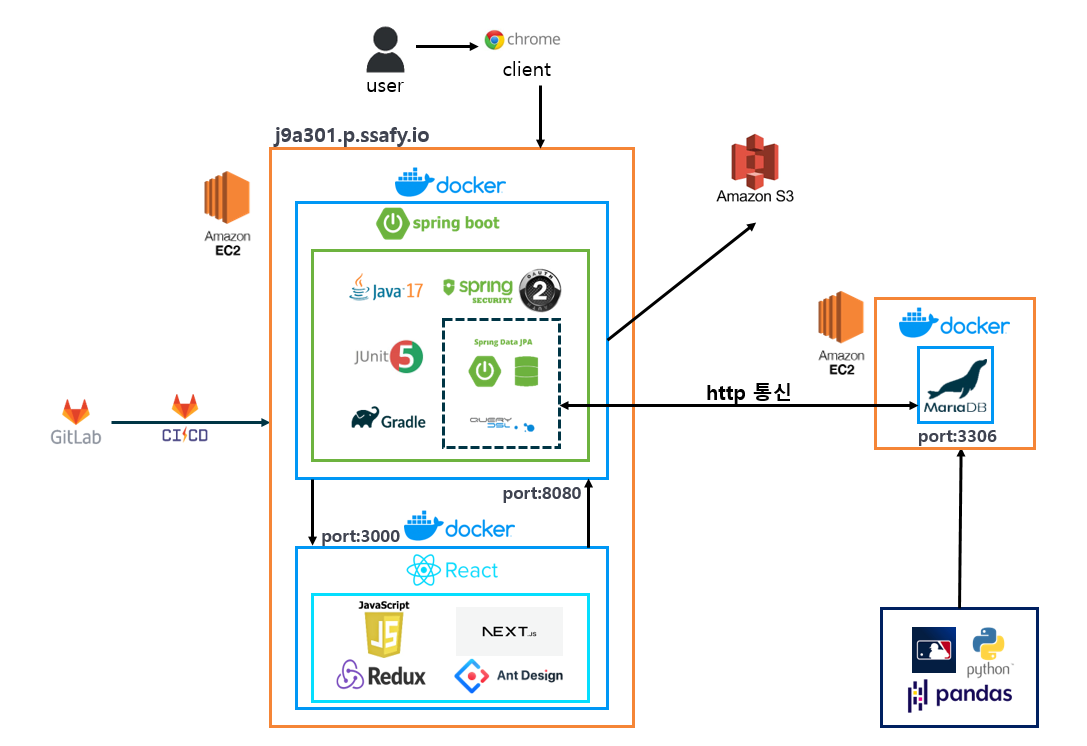 chrome
client
user
j9a301.p.ssafy.io
docker
Amazon S3
spring boot
Amazon
EC2
Java 17
spring
SECURITY
OAUTH
2
Amazon
EC2
docker
JUnit 5
Spring Data JPA
http 통신
MariaDB
Gradle
QUERY
DSL
GitLab
CI/CD
port:3306
port:8080
port:3000
docker
React
JavaScript
JS
NEXT.JS
python
Redux
Ant Design
pandas